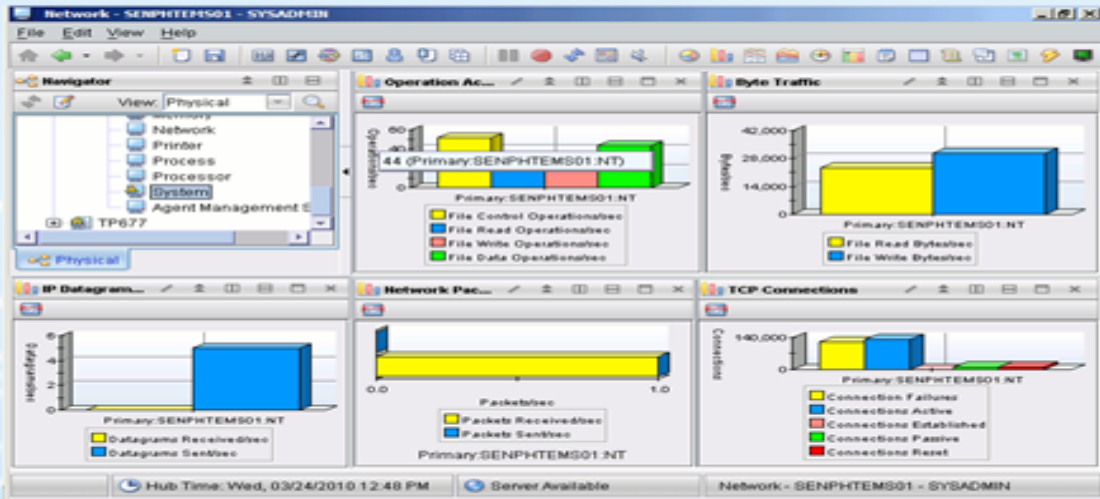 Network - SENPHTEMS01 - SYSADMIN
File Edit View Help
Navigator
View: Physical
Memory
Network
Printer
Process
Processor
System
Agent Management S
TP677
Physical
Operation Ac...
Operations/sec
60
40
0
44 (Primary:SENPHTEMS01:NT)
Primary:SENPHTEMS01:NT
File Control Operations/sec
File Read Operations/sec
File Write Operations/sec
File Data Operations/sec
Byte Traffic
Bytes/sec
42,000
28,000
14,000
0
Primary:SENPHTEMS01:NT
File Read Bytes/sec
File Write Bytes/sec
IP Datagram...
Datagrams/sec
6
4
2
0
Primary:SENPHTEMS01:NT
Datagrams Received/sec
Datagrams Sent/sec
Network Pac...
0.0
1.0
Packets/sec
Packets Received/sec
Packets Sent/sec
Primary:SENPHTEMS01:NT
TCP Connections
Connections
140,000
0
Primary:SENPHTEMS01:NT
Connection Failures
Connections Active
Connections Established
Connections Passive
Connections Reset
Hub Time: Wed, 03/24/2010 12:48 PM
Server Available
Network - SENPHTEMS01 - SYSADMIN